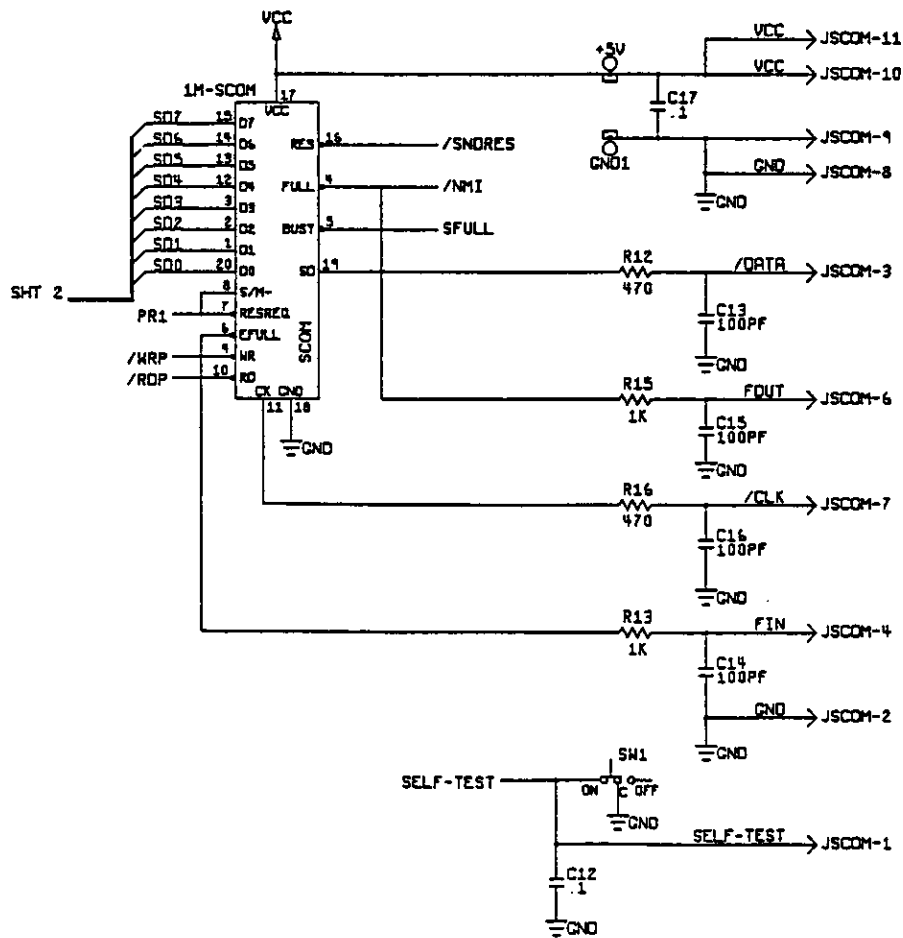 VCC
VCC
JSCOM-11
+5V
VCC
JSCOM-10
1M-SCOM
17
VCC
C17
.1
SD7 15 D7
SD6 14 D6
SD5 13 D5
SD4 12 D4
SD3 3 D3
SD2 2 D2
SD1 1 D1
SD0 20 D0
RES 16 /SNDRES
FULL 4 /NMI
BUST 5 SFULL
SO 19
JSCOM-9
GND1
GND
JSCOM-8
GND
R12
470
/DATA
JSCOM-3
SHT 2
8 S/M-
PR1
7 RESREQ
6 EFULL
/WRP 9 WR
/RDP 10 RD
SCOM
CK GND
11 18
GND
C13
100PF
GND
R15
1K
FOUT
JSCOM-6
C15
100PF
GND
R16
470
/CLK
JSCOM-7
C16
100PF
GND
R13
1K
FIN
JSCOM-4
C14
100PF
GND
JSCOM-2
GND
SW1
SELF-TEST
ON C OFF
GND
SELF-TEST
JSCOM-1
C12
.1
GND